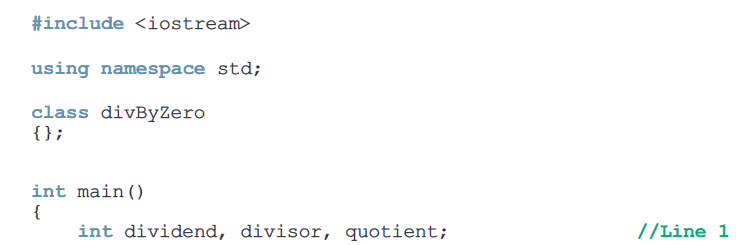 #include <iostream>
using namespace std;
class divByZero
{};
int main()
{
    int dividend, divisor, quotient;                //Line 1